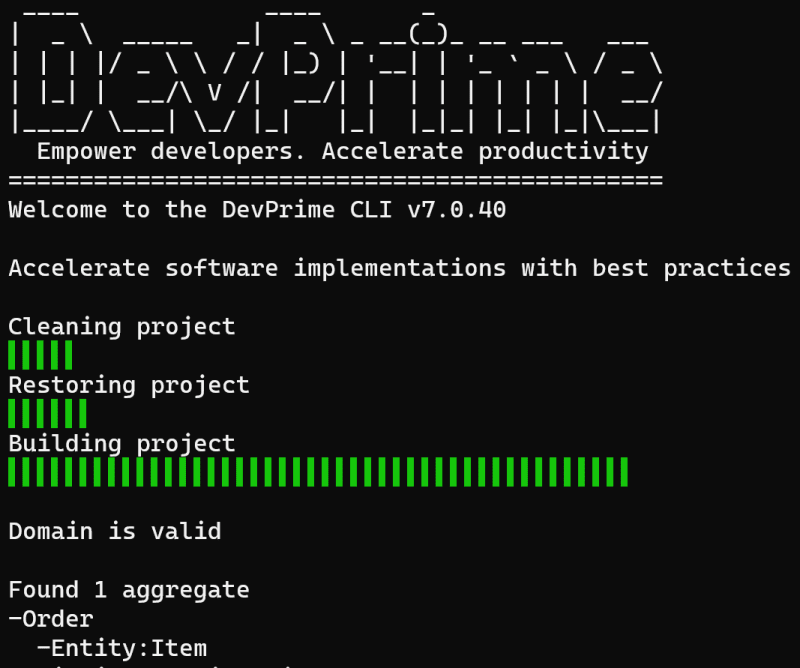 DevPrime
Empower developers. Accelerate productivity
==============================================
Welcome to the DevPrime CLI v7.0.40
Accelerate software implementations with best practices
Cleaning project
Restoring project
Building project
Domain is valid
Found 1 aggregate
-Order
-Entity:Item